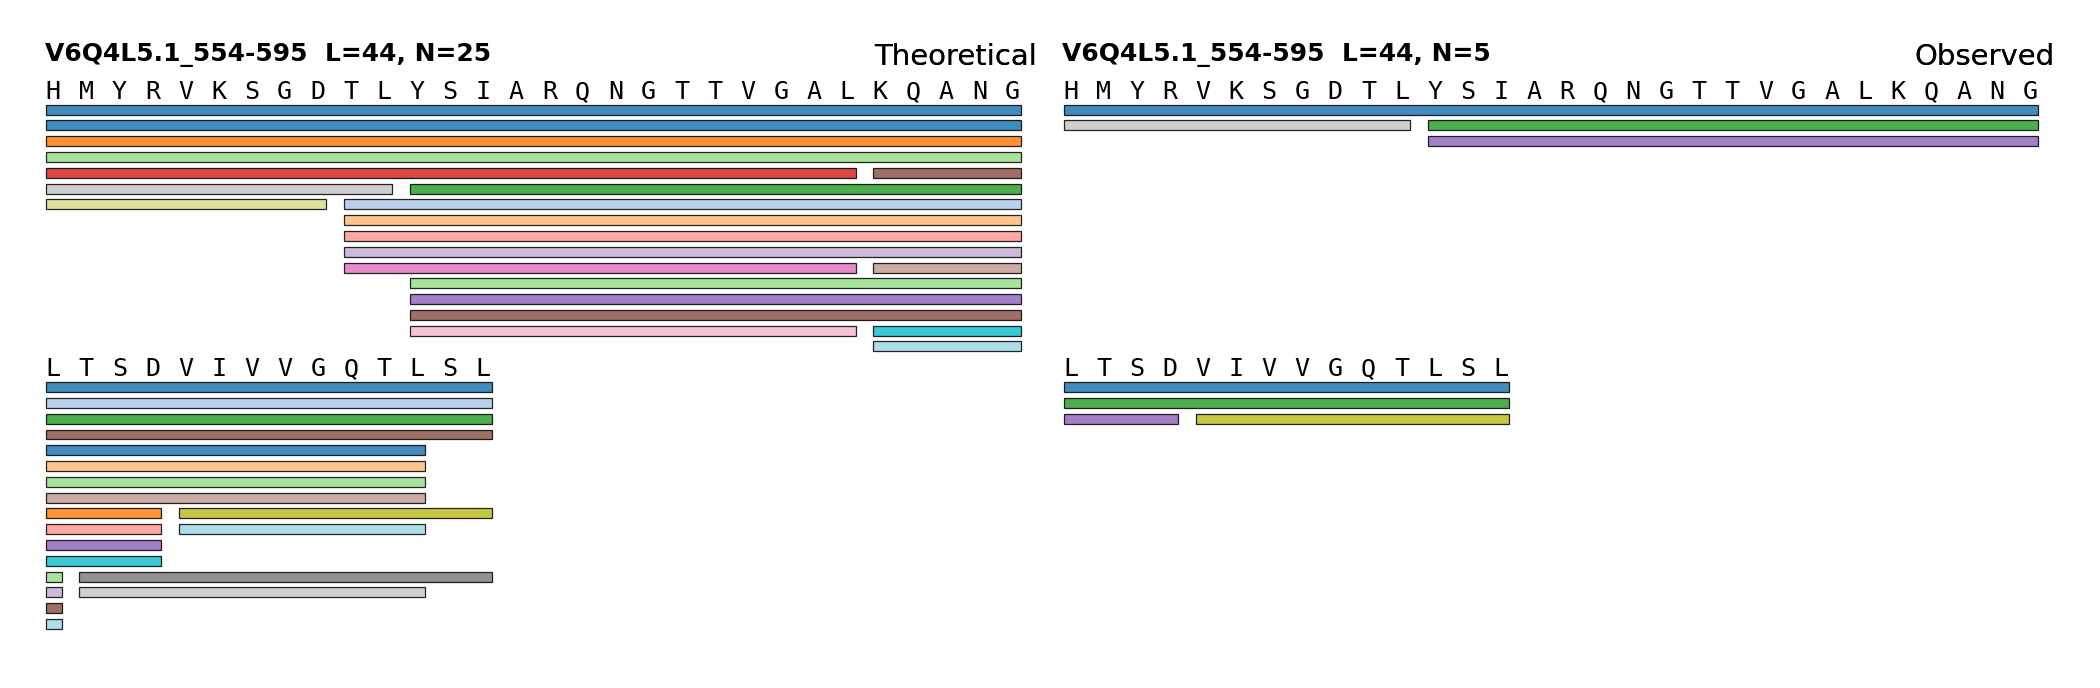 V6Q4L5.1_554-595 L=44, N=25 Theoretical
H M Y R V K S G D T L Y S I A R Q N G T T V G A L K Q A N G
L T S D V I V V G Q T L S L
V6Q4L5.1_554-595 L=44, N=5 Observed
H M Y R V K S G D T L Y S I A R Q N G T T V G A L K Q A N G
L T S D V I V V G Q T L S L